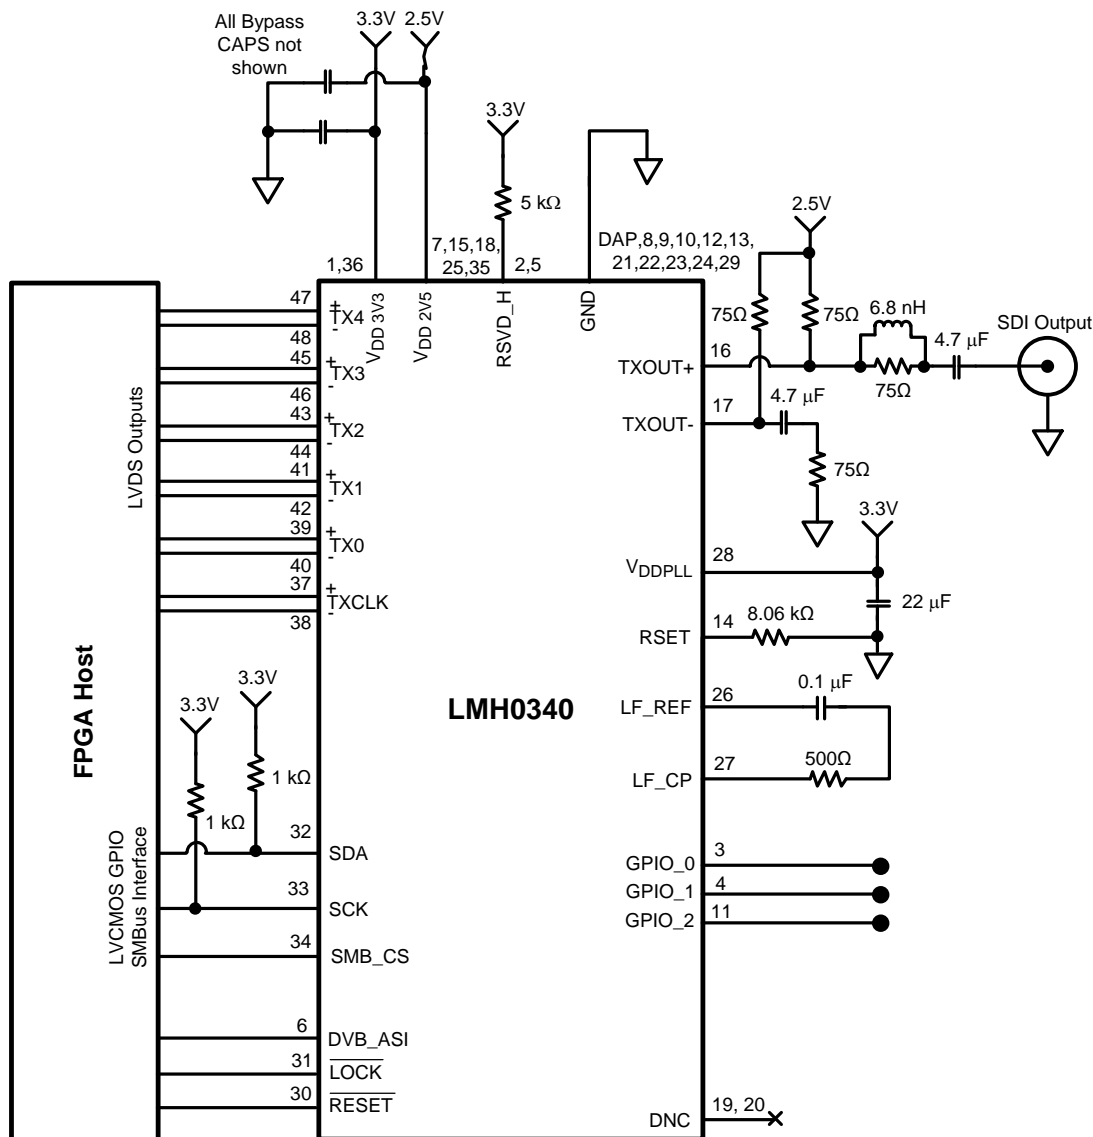 All Bypass
CAPS not
shown
3.3V
2.5V
3.3V
5 kΩ
2.5V
1,36
7,15,18,
25,35
2,5
DAP,8,9,10,12,13,
21,22,23,24,29
VDD 3V3
VDD 2V5
RSVD_H
GND
75Ω
75Ω
6.8 nH
4.7 µF
SDI Output
75Ω
16
TXOUT+
17
TXOUT-
4.7 µF
75Ω
3.3V
28
VDDPLL
22 µF
14
RSET
8.06 kΩ
26
LF_REF
0.1 µF
27
LF_CP
500Ω
3
GPIO_0
4
GPIO_1
11
GPIO_2
19, 20
DNC
LMH0340
FPGA Host
LVDS Outputs
47
+
TX4
-
48
45
+
TX3
-
46
43
+
TX2
-
44
41
+
TX1
-
42
39
+
TX0
-
40
37
+
TXCLK
-
38
3.3V
3.3V
1 kΩ
1 kΩ
LVCMOS GPIO
SMBus Interface
32
SDA
33
SCK
34
SMB_CS
6
DVB_ASI
31
LOCK
30
RESET